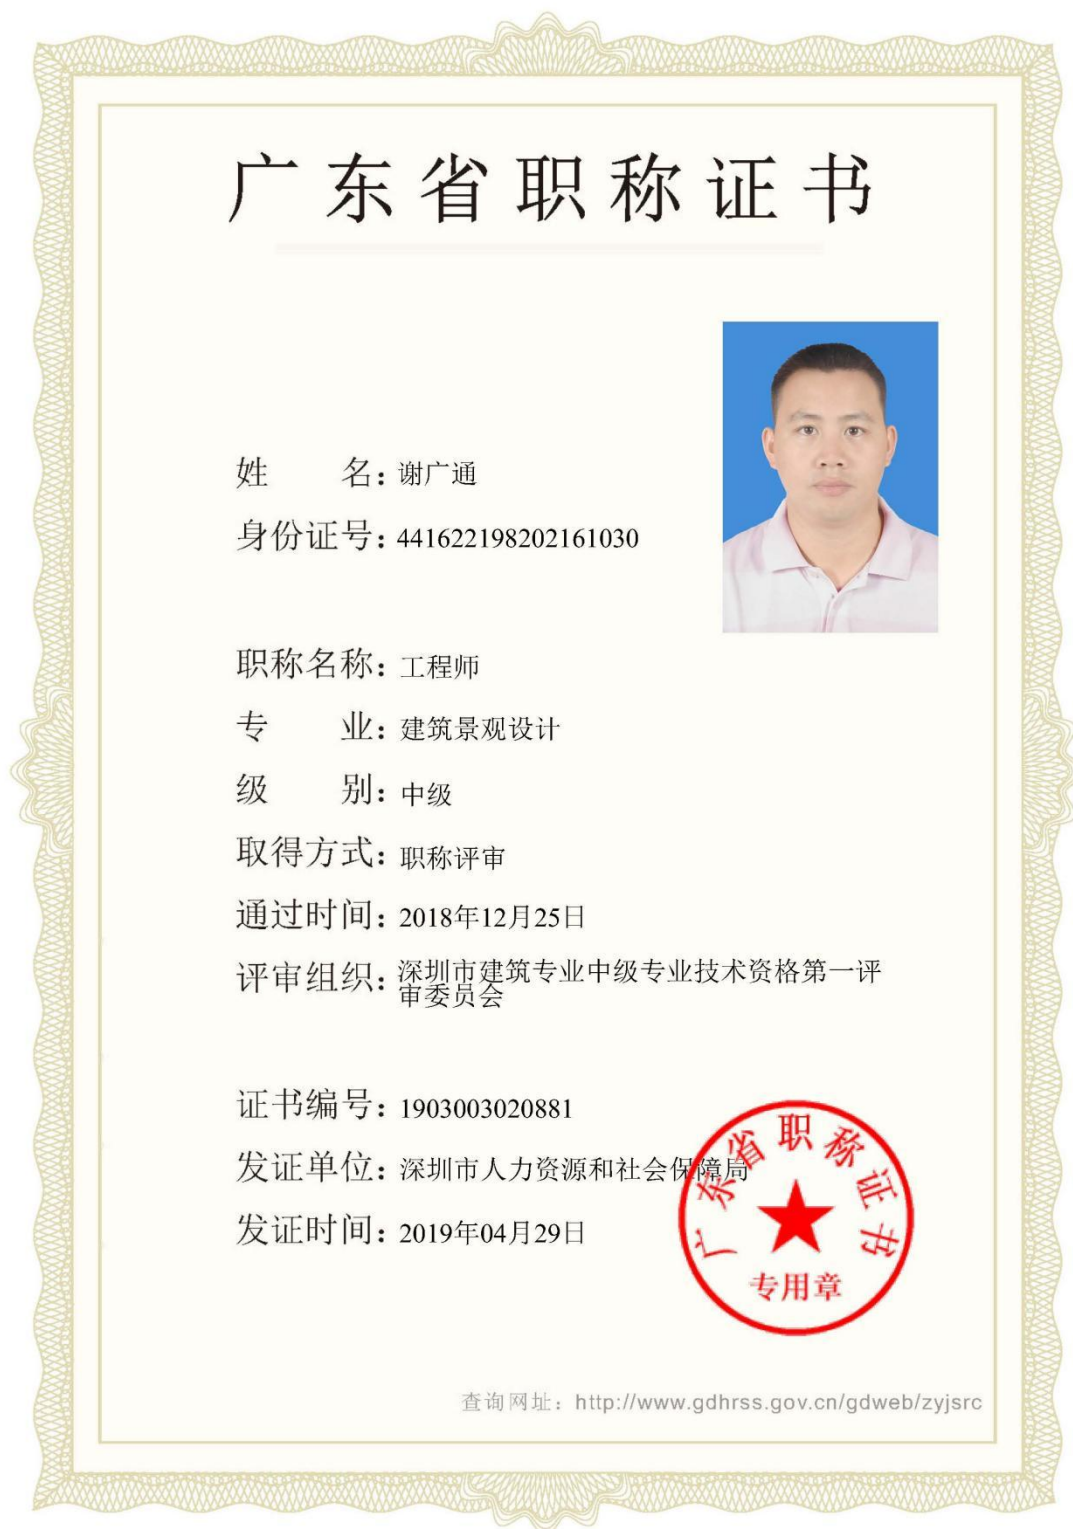 广东省职称证书
姓　　名：谢广通
身份证号：441622198202161030
职称名称：工程师
专　　业：建筑景观设计
级　　别：中级
取得方式：职称评审
通过时间：2018年12月25日
评审组织：深圳市建筑专业中级专业技术资格第一评
审委员会
证书编号：1903003020881
发证单位：深圳市人力资源和社会保障局
发证时间：2019年04月29日
广东省职称证书
专用章
查询网址：http://www.gdhrss.gov.cn/gdweb/zyjsrc